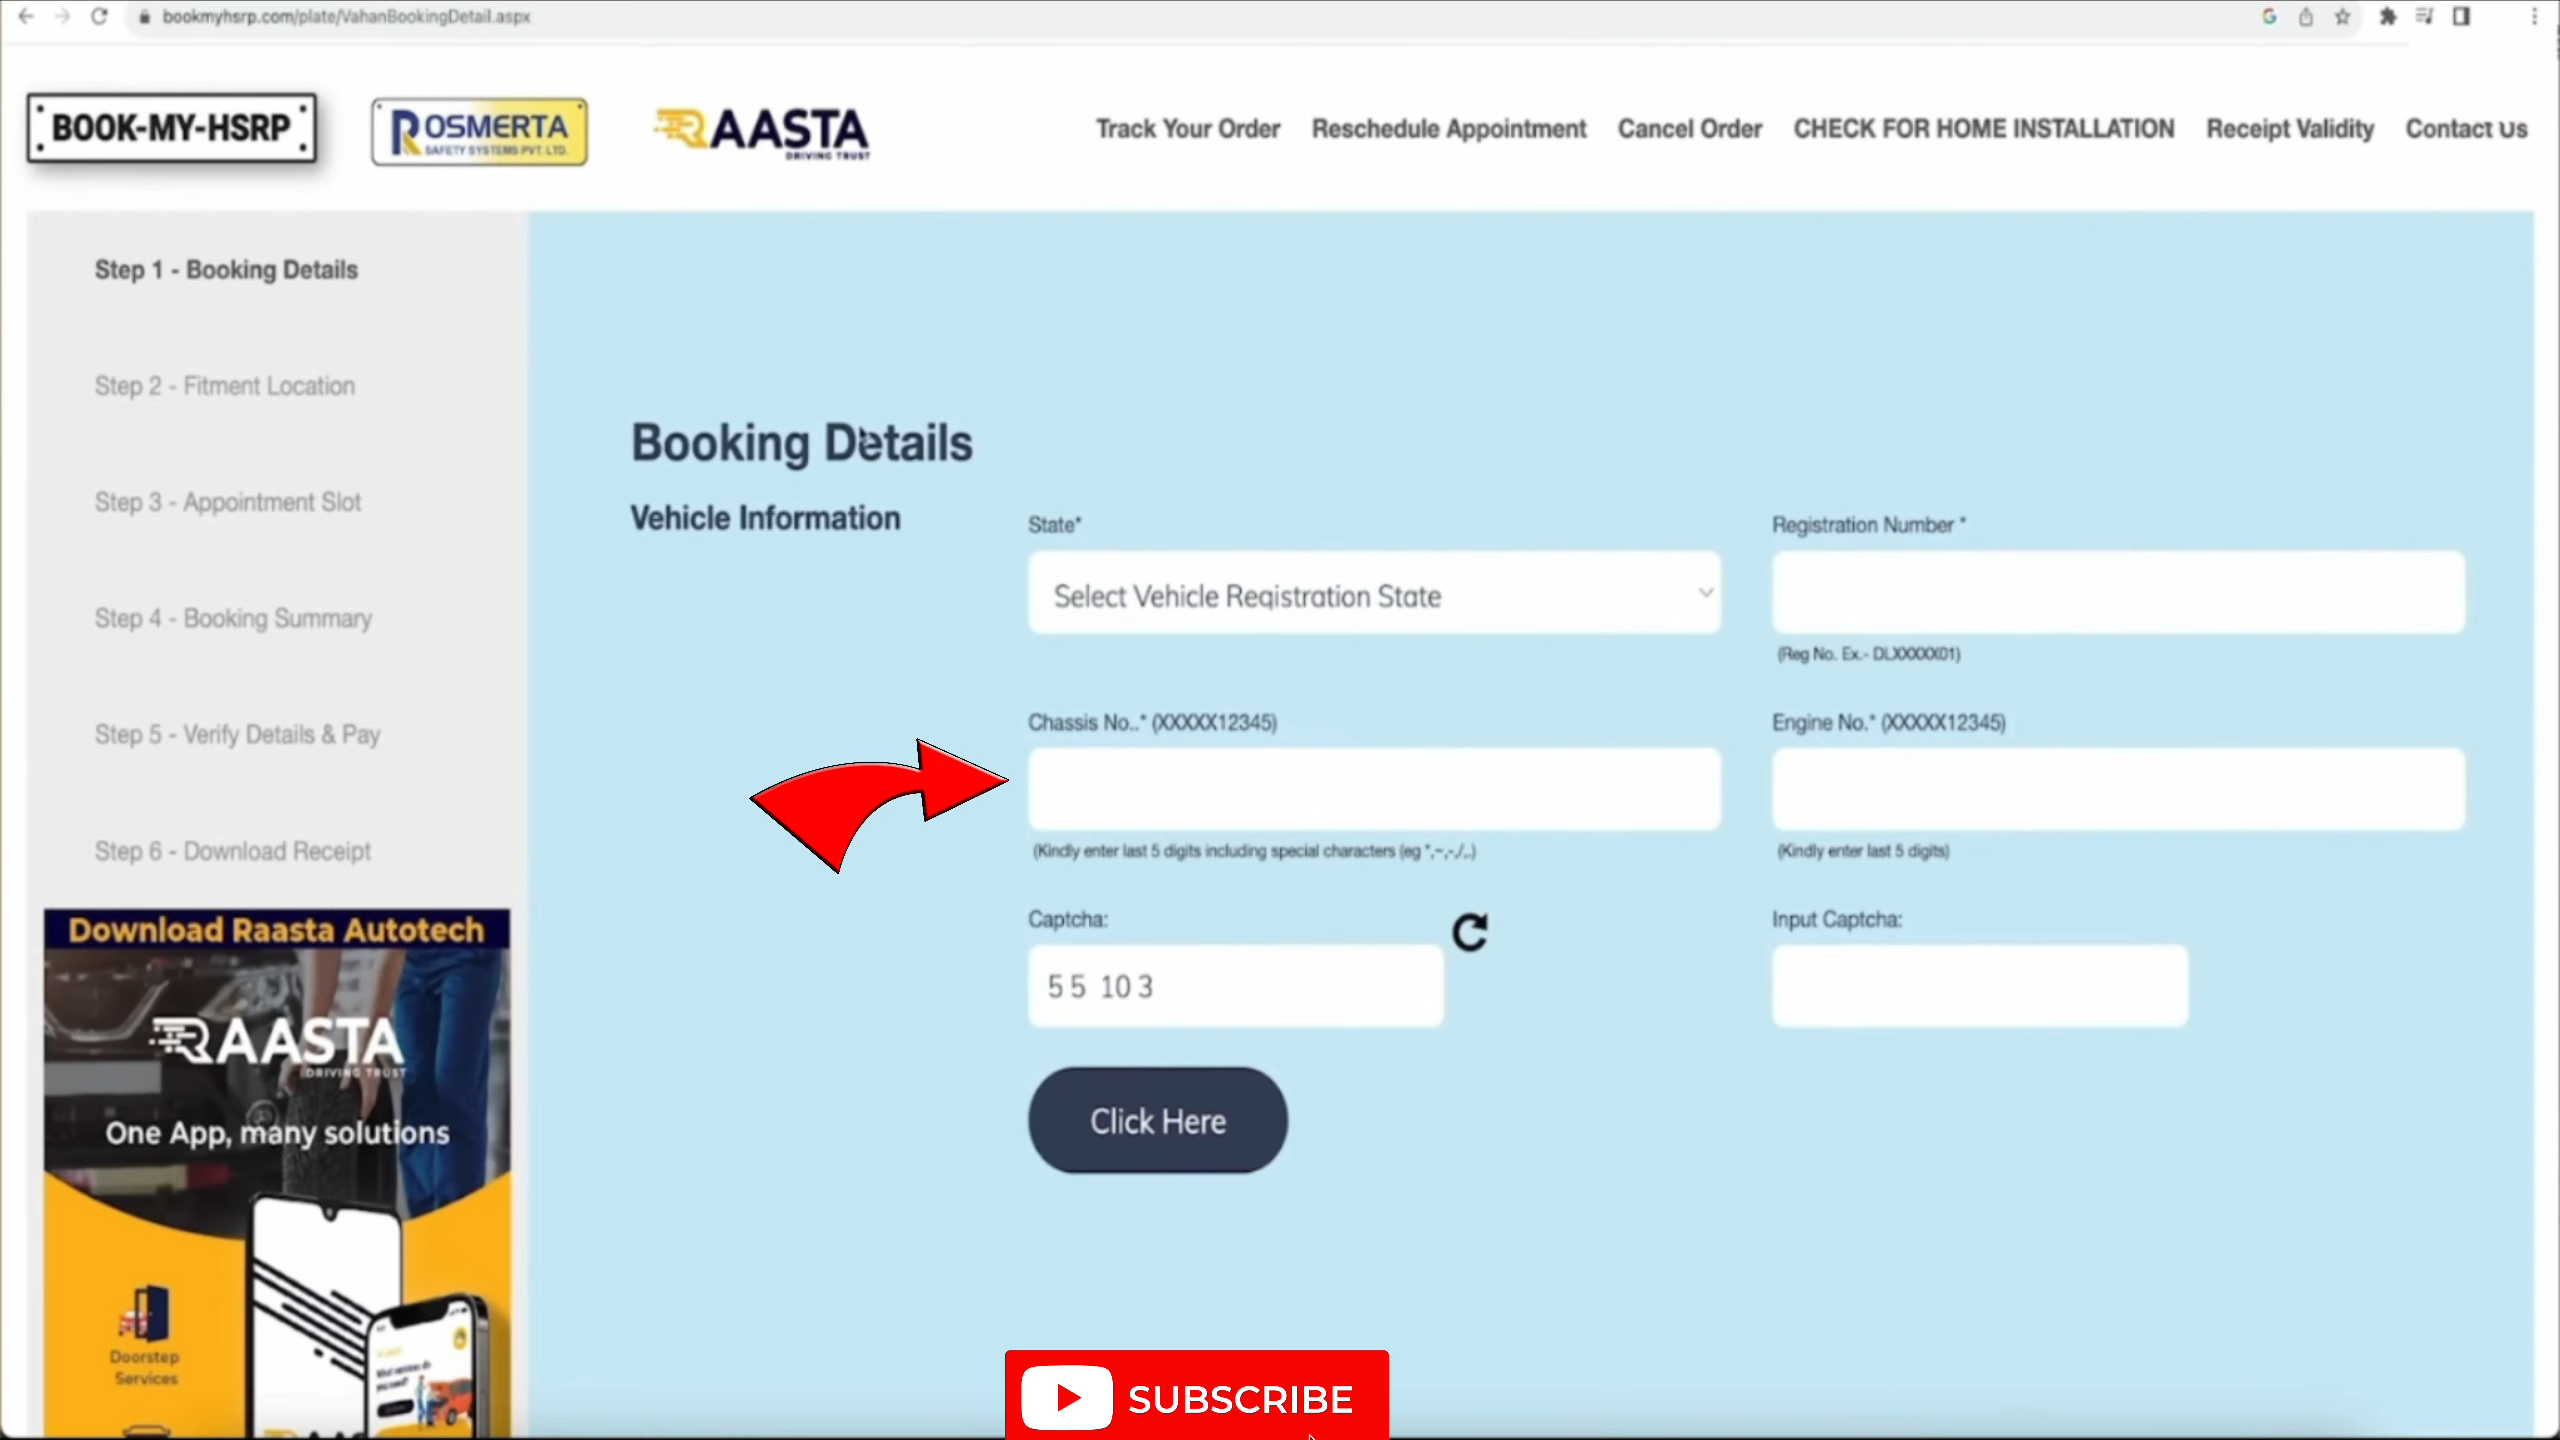 bookmyhsrp.com/plate/VahanBookingDetail.aspx
BOOK-MY-HSRP
ROSMERTA
SAFETY SYSTEMS PVT. LTD.
RAASTA
DRIVING TRUST
Track Your Order
Reschedule Appointment
Cancel Order
CHECK FOR HOME INSTALLATION
Receipt Validity
Contact Us
Step 1 - Booking Details
Step 2 - Fitment Location
Step 3 - Appointment Slot
Step 4 - Booking Summary
Step 5 - Verify Details & Pay
Step 6 - Download Receipt
Download Raasta Autotech
RAASTA
DRIVING TRUST
One App, many solutions
Doorstep
Services
Booking Details
Vehicle Information
State*
Select Vehicle Registration State
Registration Number *
(Reg No. Ex.- DLXXXXX01)
Chassis No..* (XXXXX12345)
(Kindly enter last 5 digits including special characters (eg *,~,-,/,.)
Engine No.* (XXXXX12345)
(Kindly enter last 5 digits)
Captcha:
5 5 10 3
Input Captcha:
Click Here
SUBSCRIBE